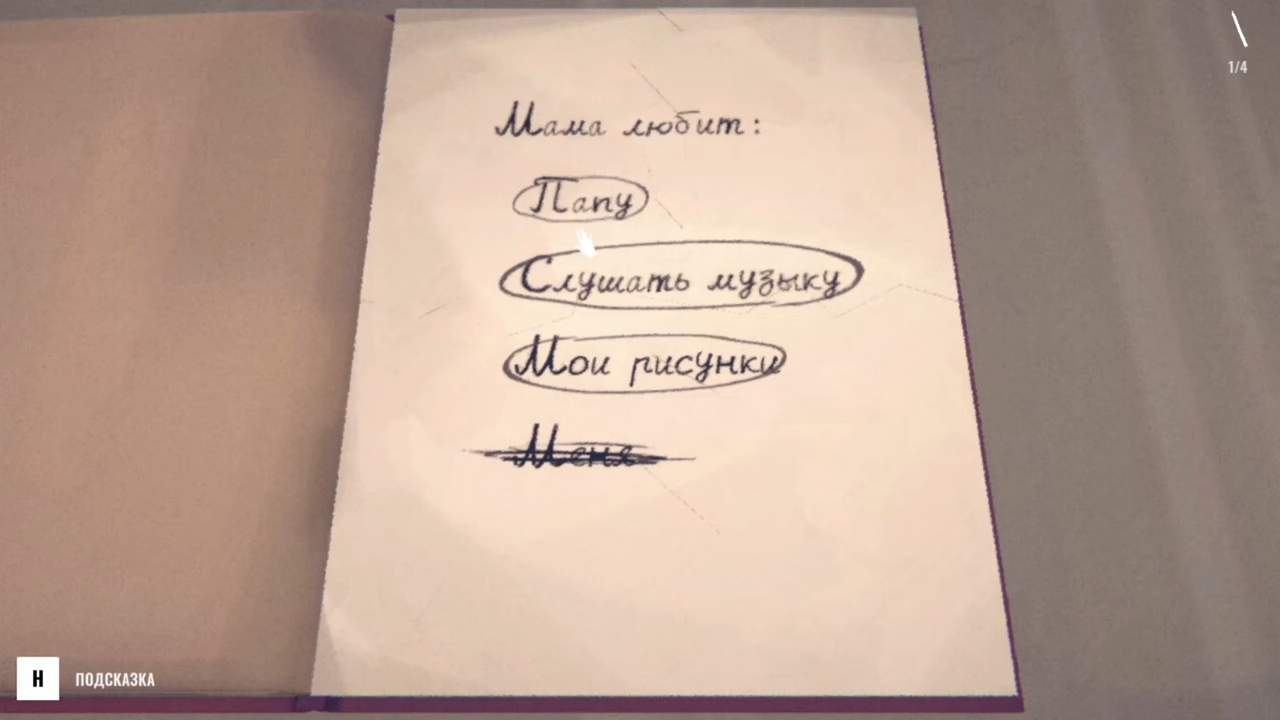 1/4
Мама любит:
Папу
Слушать музыку
Мои рисунки
Меня
H ПОДСКАЗКА